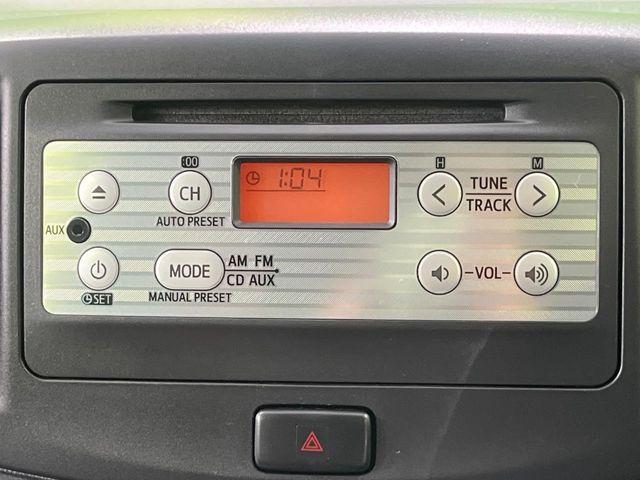 :00
H
M
1:04
CH
TUNE
TRACK
AUTO PRESET
AUX
MODE
AM FM
CD AUX
VOL
SET
MANUAL PRESET